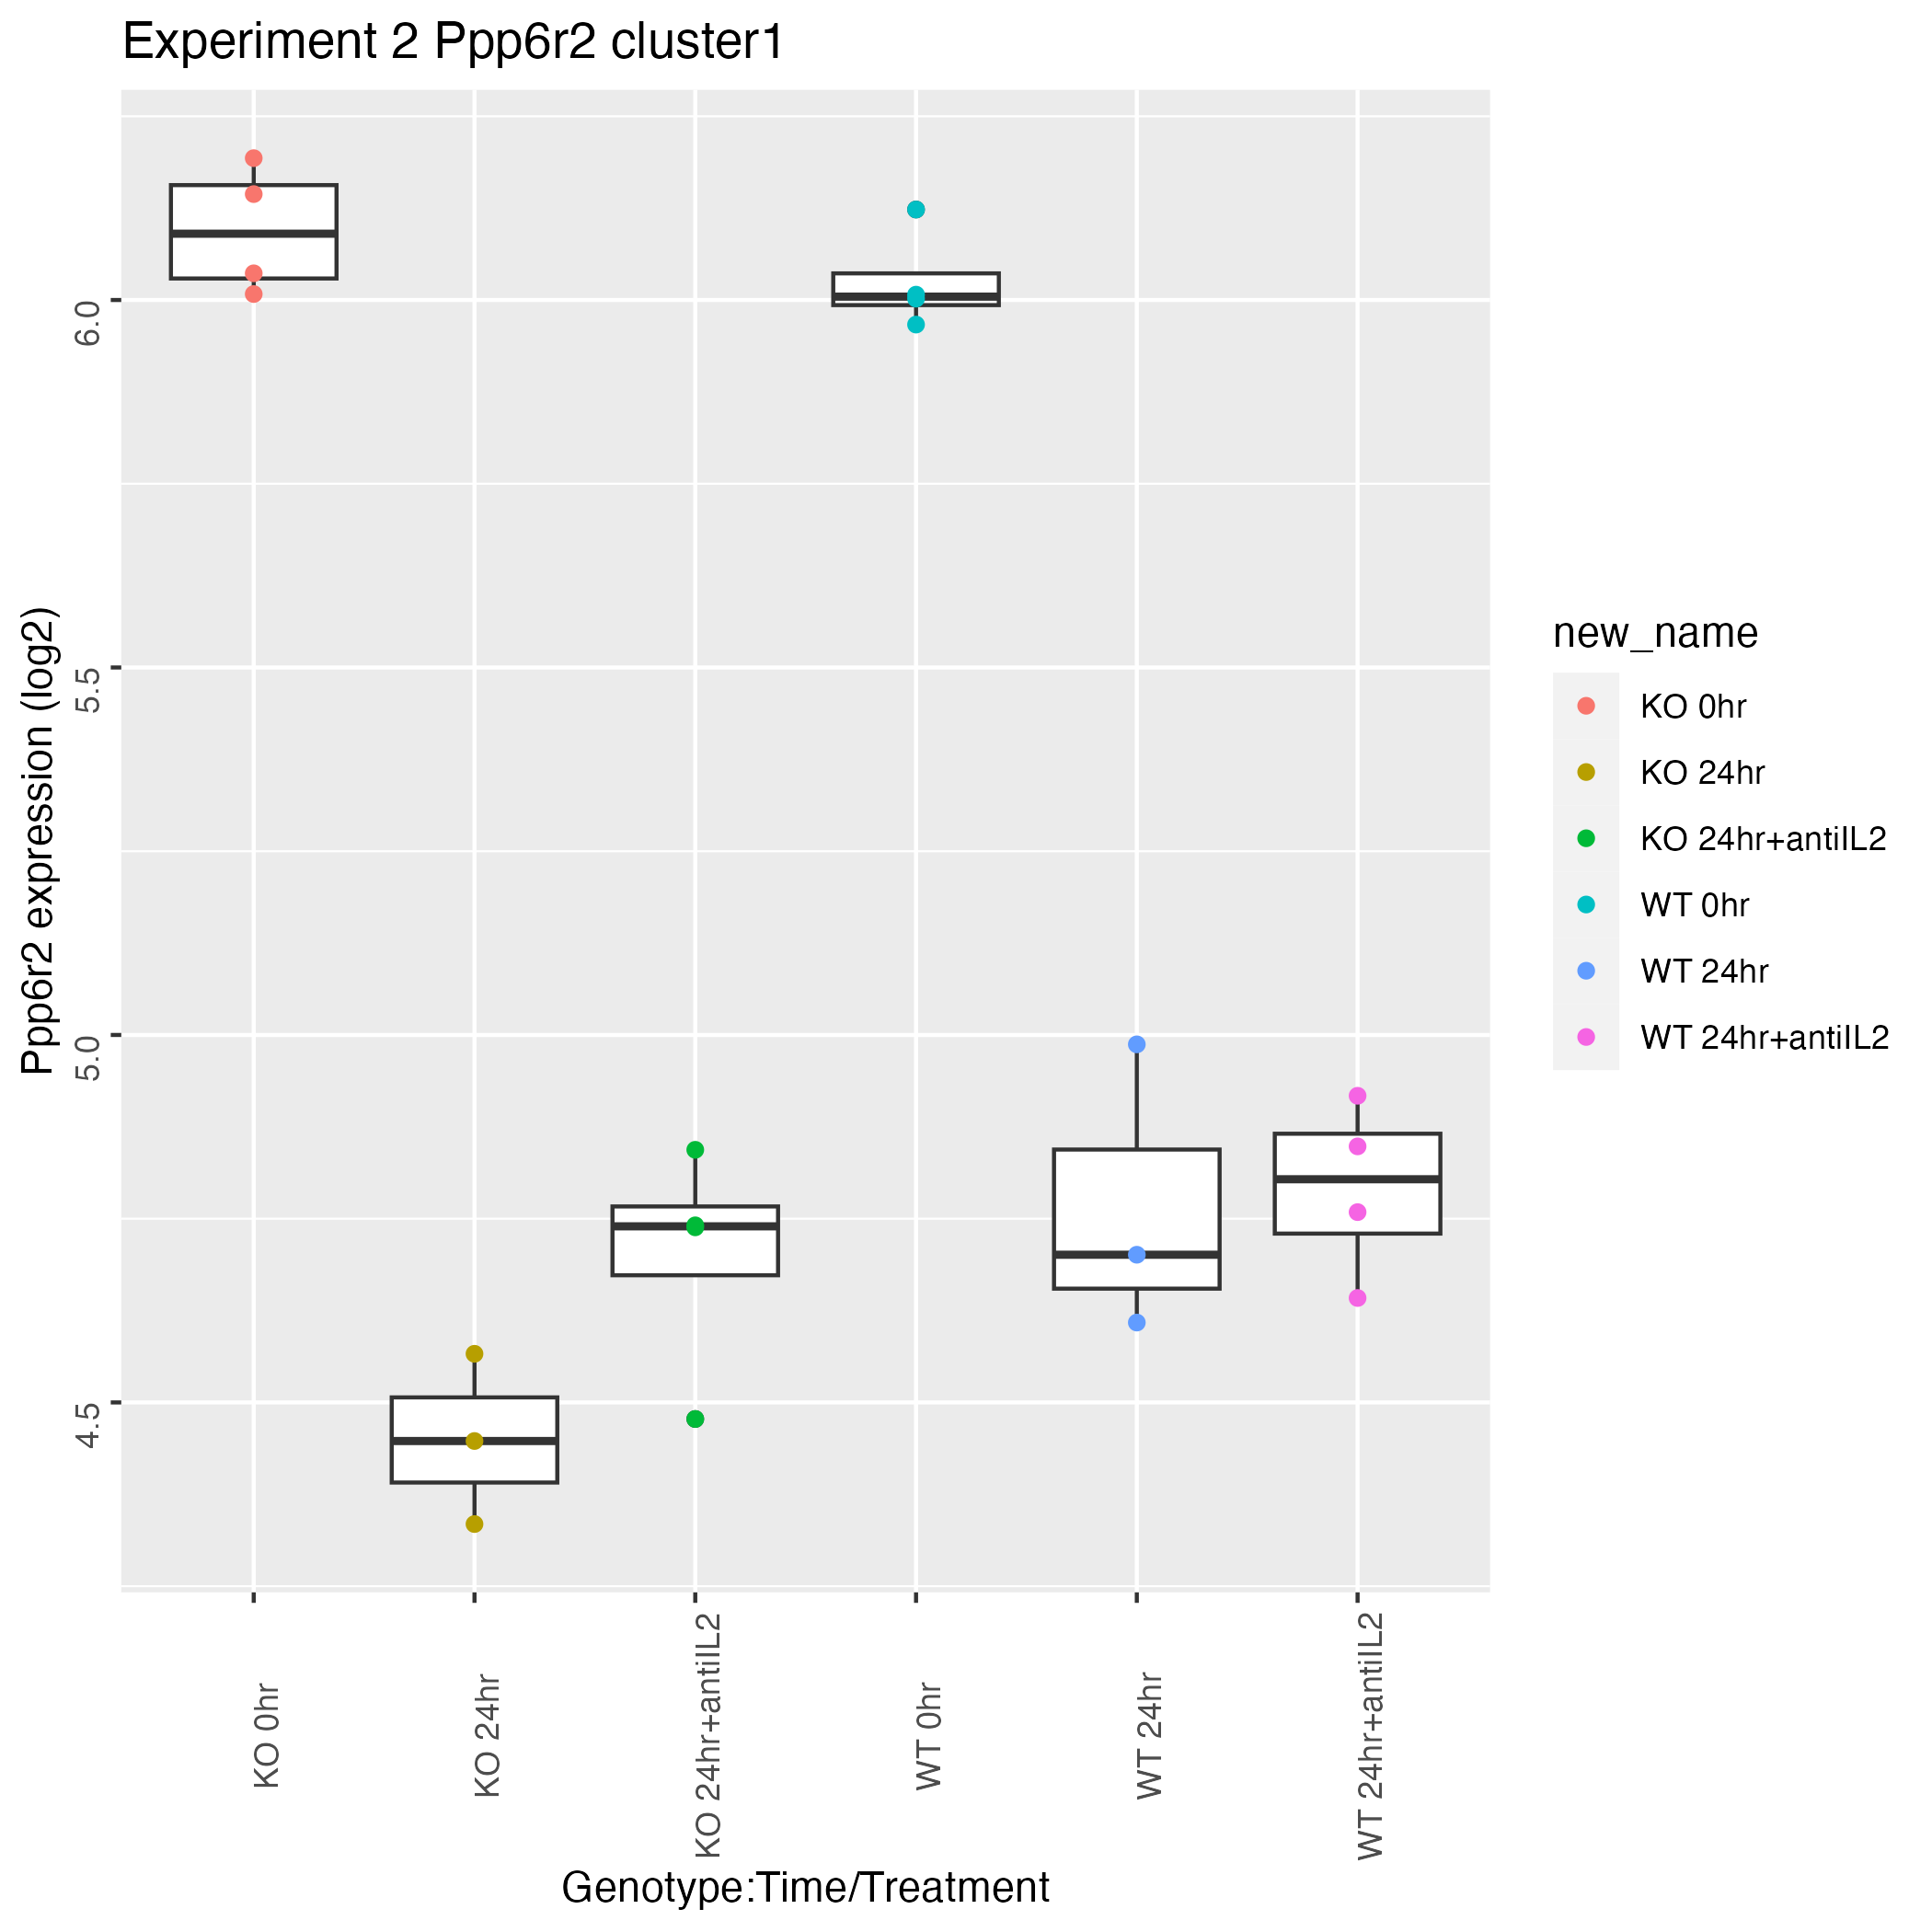 Experiment 2 Ppp6r2 cluster1
Ppp6r2 expression (log2)
6.0
5.5
5.0
4.5
KO 0hr
KO 24hr
KO 24hr+antiIL2
WT 0hr
WT 24hr
WT 24hr+antiIL2
Genotype:Time/Treatment
new_name
KO 0hr
KO 24hr
KO 24hr+antiIL2
WT 0hr
WT 24hr
WT 24hr+antiIL2